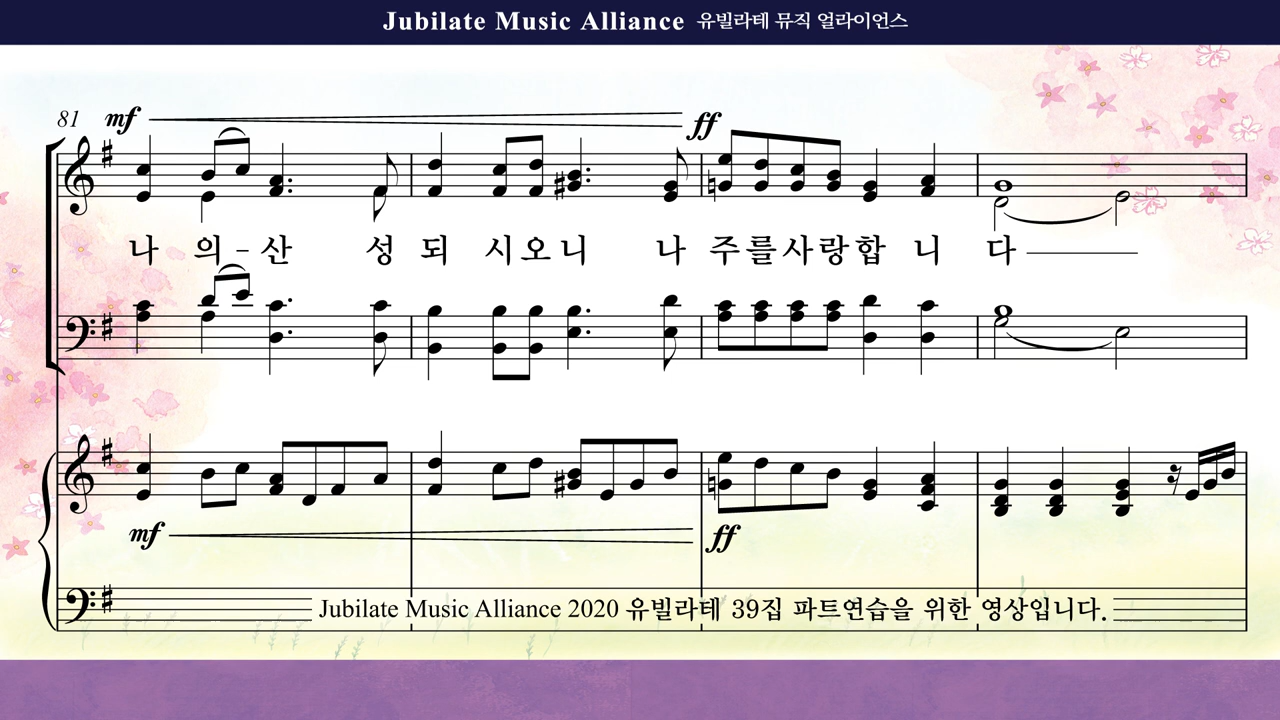 Jubilate Music Alliance 유빌라테 뮤직 얼라이언스
81 mf ff
나 의-산 성 되 시오니 나 주를사랑합 니 다
mf ff
Jubilate Music Alliance 2020 유빌라테 39집 파트연습을 위한 영상입니다.